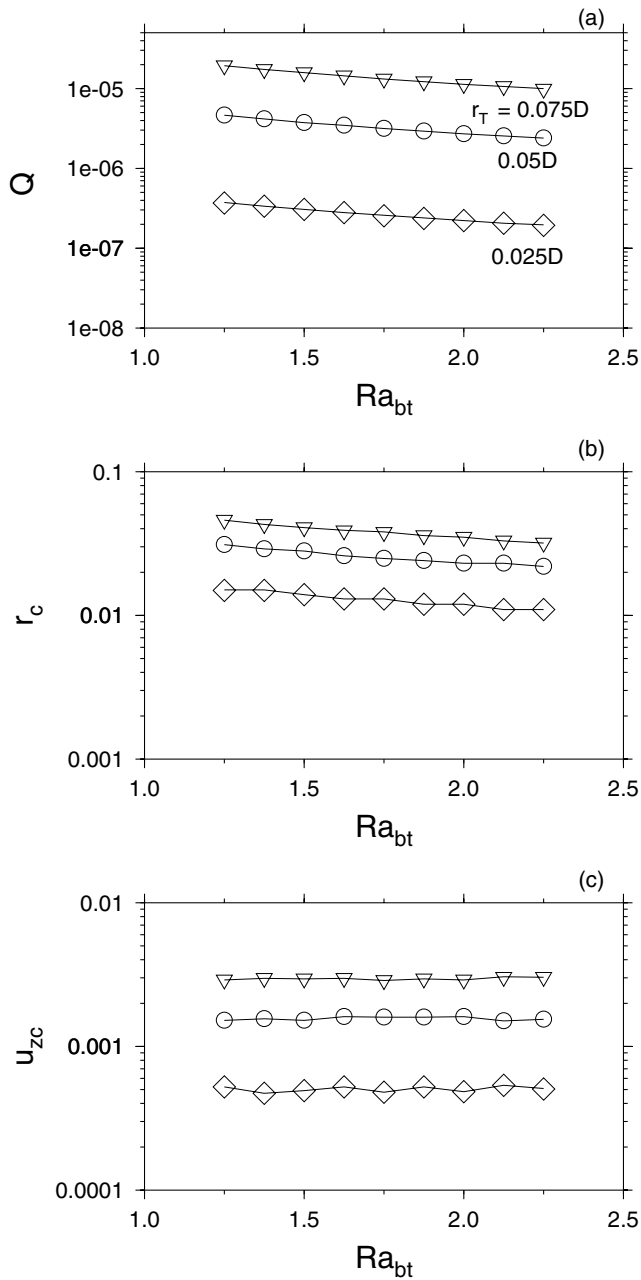 (a)
1e-05
1e-06
1e-07
1e-08
Q
r_T = 0.075D
0.05D
0.025D
1.0 1.5 2.0 2.5
Ra_bt
(b)
0.1
0.01
0.001
r_c
1.0 1.5 2.0 2.5
Ra_bt
(c)
0.01
0.001
0.0001
u_zc
1.0 1.5 2.0 2.5
Ra_bt